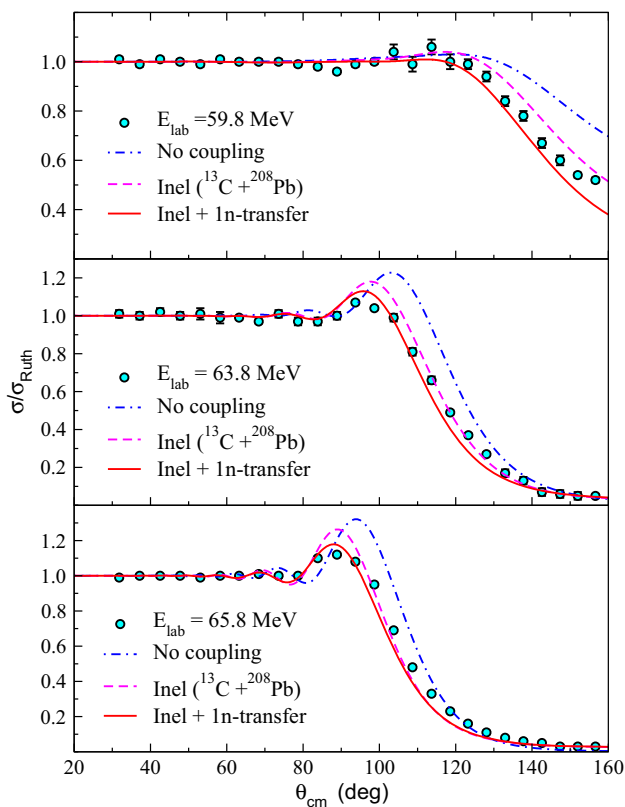 1.0
0.8
0.6
0.4
E_lab =59.8 MeV
No coupling
Inel (¹³C +²⁰⁸Pb)
Inel + 1n-transfer
σ/σ_Ruth
1.2
1.0
0.8
0.6
0.4
0.2
E_lab = 63.8 MeV
No coupling
Inel (¹³C +²⁰⁸Pb)
Inel + 1n-transfer
1.2
1.0
0.8
0.6
0.4
0.2
E_lab = 65.8 MeV
No coupling
Inel (¹³C +²⁰⁸Pb)
Inel + 1n-transfer
20 40 60 80 100 120 140 160
θ_cm (deg)